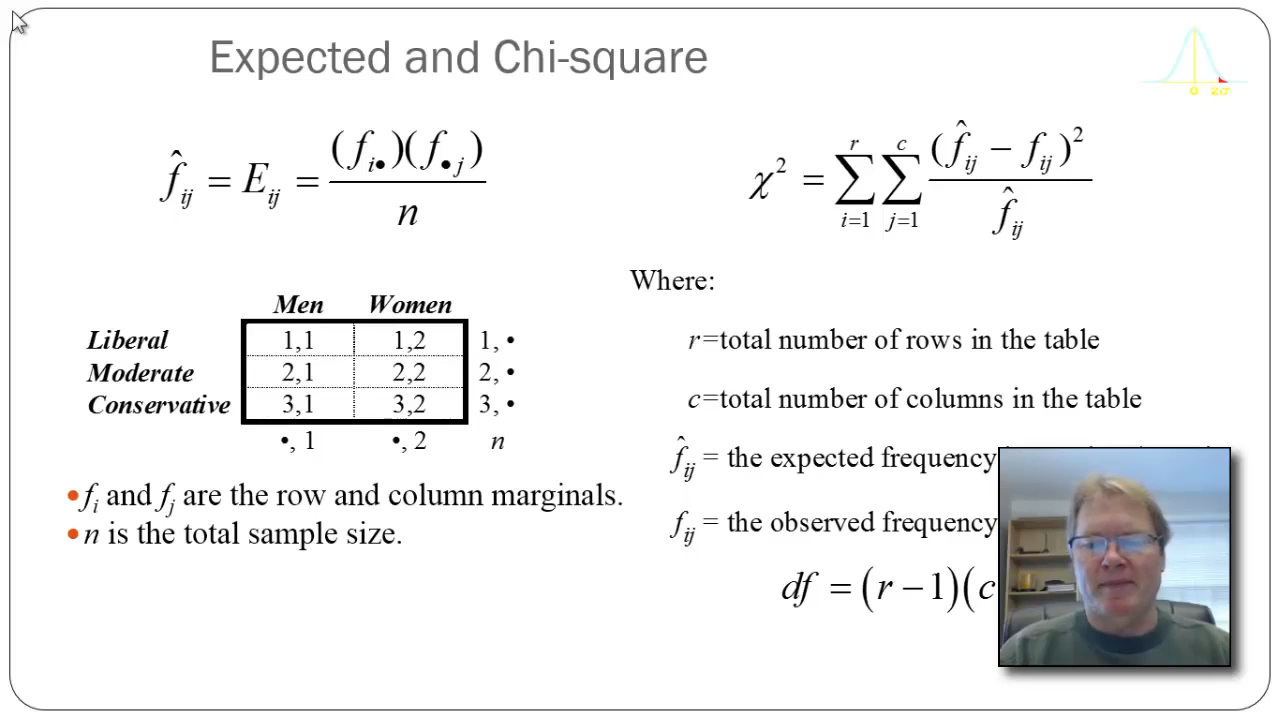 Expected and Chi-square
0 2σ
f̂ij = Eij = (fi•)(f•j) / n
χ² = ∑(i=1 to r) ∑(j=1 to c) (f̂ij − fij)² / f̂ij
Men Women
Liberal 1,1 1,2 1, •
Moderate 2,1 2,2 2, •
Conservative 3,1 3,2 3, •
•, 1 •, 2 n
• fi and fj are the row and column marginals.
• n is the total sample size.
Where:
r=total number of rows in the table
c=total number of columns in the table
f̂ij = the expected frequency
fij = the observed frequency
df = (r − 1)(c